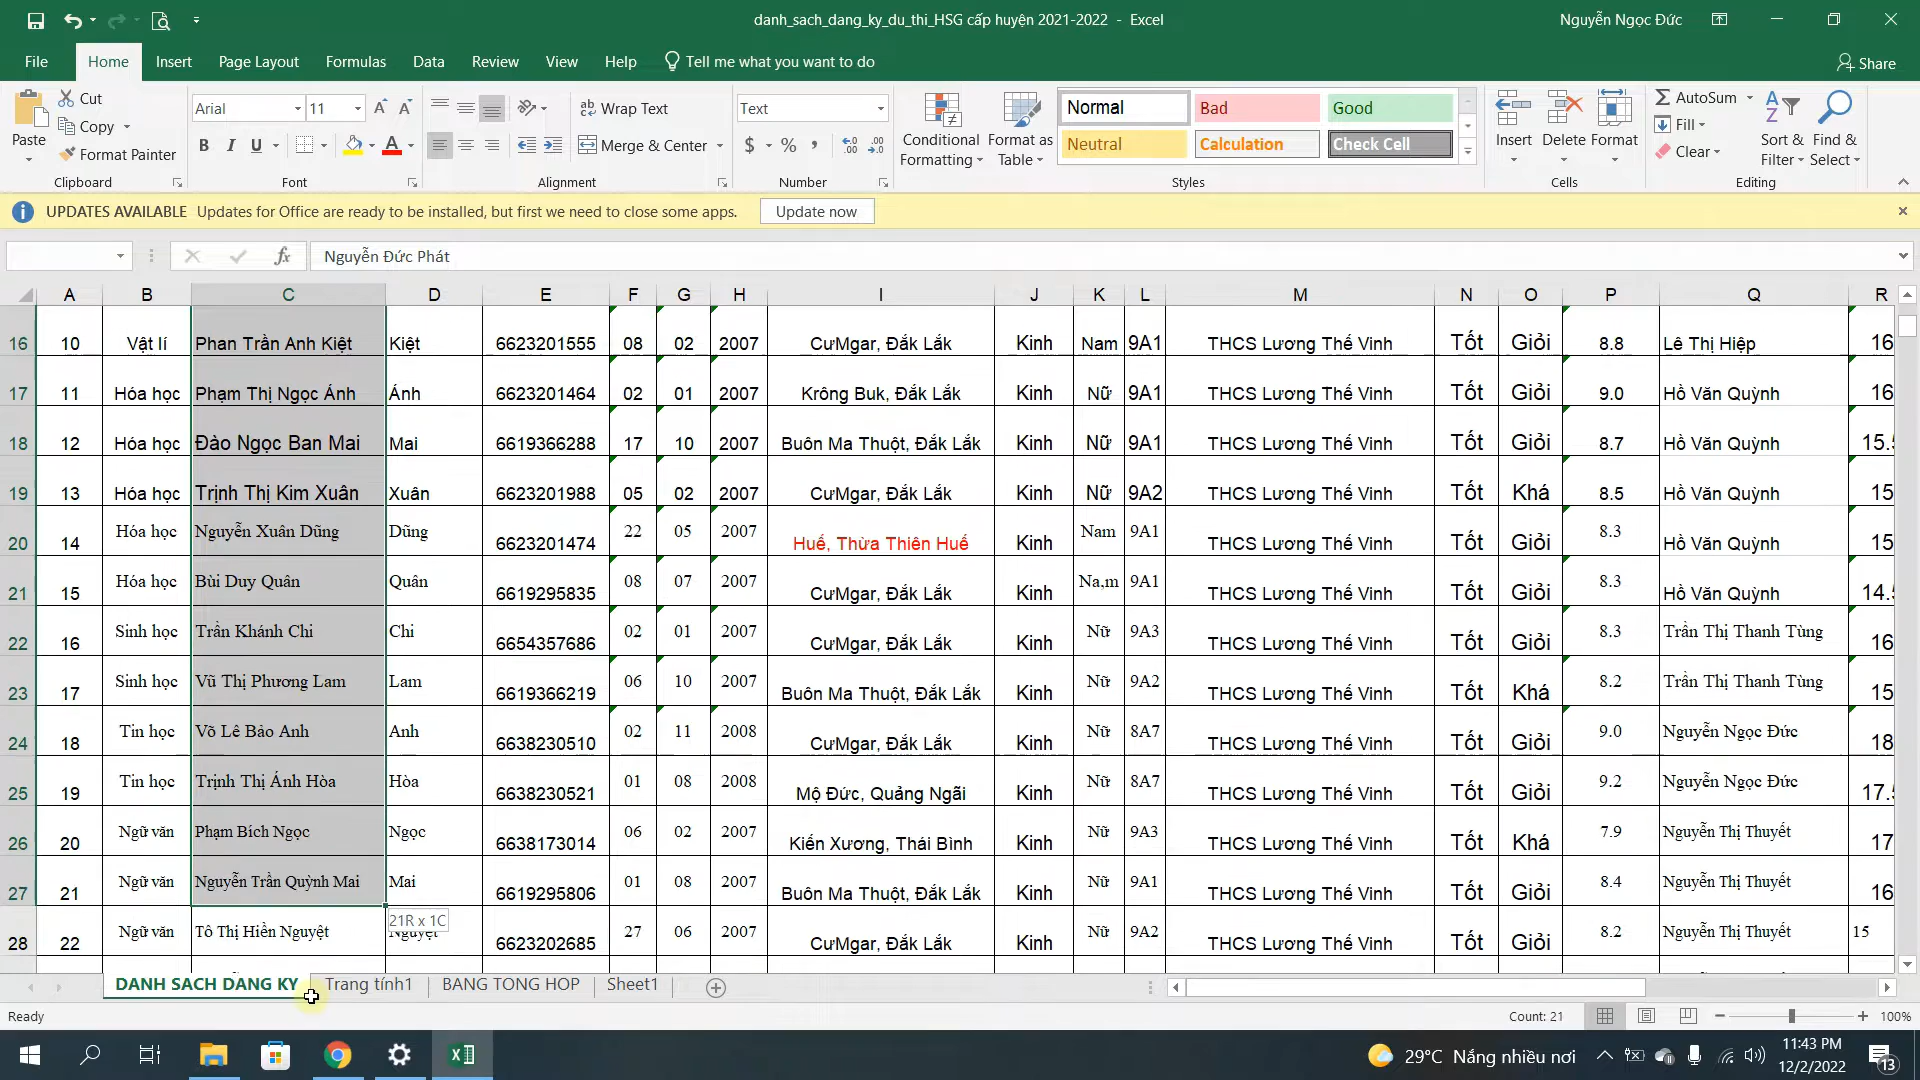 danh_sach_dang_ky_du_thi_HSG cấp huyện 2021-2022 - Excel
Nguyễn Ngọc Đức
File Home Insert Page Layout Formulas Data Review View Help Tell me what you want to do Share
Cut
Copy
Format Painter
Paste
Clipboard
Arial 11
B I U
Font
Wrap Text
Merge & Center
Alignment
Text
$ % ,
Number
Conditional Formatting
Format as Table
Normal Bad Good
Neutral Calculation Check Cell
Styles
Insert Delete Format
Cells
AutoSum
Fill
Clear
Sort & Filter
Find & Select
Editing
UPDATES AVAILABLE Updates for Office are ready to be installed, but first we need to close some apps. Update now
fx Nguyễn Đức Phát
A B C D E F G H I J K L M N O P Q R
16 10 Vật lí Phan Trần Anh Kiệt Kiệt 6623201555 08 02 2007 CưMgar, Đắk Lắk Kinh Nam 9A1 THCS Lương Thế Vinh Tốt Giỏi 8.8 Lê Thị Hiệp 16
17 11 Hóa học Phạm Thị Ngọc Ánh Ánh 6623201464 02 01 2007 Krông Buk, Đắk Lắk Kinh Nữ 9A1 THCS Lương Thế Vinh Tốt Giỏi 9.0 Hồ Văn Quỳnh 16
18 12 Hóa học Đào Ngọc Ban Mai Mai 6619366288 17 10 2007 Buôn Ma Thuột, Đắk Lắk Kinh Nữ 9A1 THCS Lương Thế Vinh Tốt Giỏi 8.7 Hồ Văn Quỳnh 15.5
19 13 Hóa học Trịnh Thị Kim Xuân Xuân 6623201988 05 02 2007 CưMgar, Đắk Lắk Kinh Nữ 9A2 THCS Lương Thế Vinh Tốt Khá 8.5 Hồ Văn Quỳnh 15
20 14 Hóa học Nguyễn Xuân Dũng Dũng 6623201474 22 05 2007 Huế, Thừa Thiên Huế Kinh Nam 9A1 THCS Lương Thế Vinh Tốt Giỏi 8.3 Hồ Văn Quỳnh 15
21 15 Hóa học Bùi Duy Quân Quân 6619295835 08 07 2007 CưMgar, Đắk Lắk Kinh Na,m 9A1 THCS Lương Thế Vinh Tốt Giỏi 8.3 Hồ Văn Quỳnh 14.5
22 16 Sinh học Trần Khánh Chi Chi 6654357686 02 01 2007 CưMgar, Đắk Lắk Kinh Nữ 9A3 THCS Lương Thế Vinh Tốt Giỏi 8.3 Trần Thị Thanh Tùng 16
23 17 Sinh học Vũ Thị Phương Lam Lam 6619366219 06 10 2007 Buôn Ma Thuột, Đắk Lắk Kinh Nữ 9A2 THCS Lương Thế Vinh Tốt Khá 8.2 Trần Thị Thanh Tùng 15
24 18 Tin học Võ Lê Bảo Anh Anh 6638230510 02 11 2008 CưMgar, Đắk Lắk Kinh Nữ 8A7 THCS Lương Thế Vinh Tốt Giỏi 9.0 Nguyễn Ngọc Đức 18
25 19 Tin học Trịnh Thị Ánh Hòa Hòa 6638230521 01 08 2008 Mộ Đức, Quảng Ngãi Kinh Nữ 8A7 THCS Lương Thế Vinh Tốt Giỏi 9.2 Nguyễn Ngọc Đức 17.5
26 20 Ngữ văn Phạm Bích Ngọc Ngọc 6638173014 06 02 2007 Kiến Xương, Thái Bình Kinh Nữ 9A3 THCS Lương Thế Vinh Tốt Khá 7.9 Nguyễn Thị Thuyết 17
27 21 Ngữ văn Nguyễn Trần Quỳnh Mai Mai 6619295806 01 08 2007 Buôn Ma Thuột, Đắk Lắk Kinh Nữ 9A1 THCS Lương Thế Vinh Tốt Giỏi 8.4 Nguyễn Thị Thuyết 16
21R x 1C
28 22 Ngữ văn Tô Thị Hiền Nguyệt Nguyệt 6623202685 27 06 2007 CưMgar, Đắk Lắk Kinh Nữ 9A2 THCS Lương Thế Vinh Tốt Giỏi 8.2 Nguyễn Thị Thuyết 15
DANH SACH DANG KY Trang tính1 BANG TONG HOP Sheet1
Ready Count: 21 100%
29°C Nắng nhiều nơi
11:43 PM
12/2/2022
13